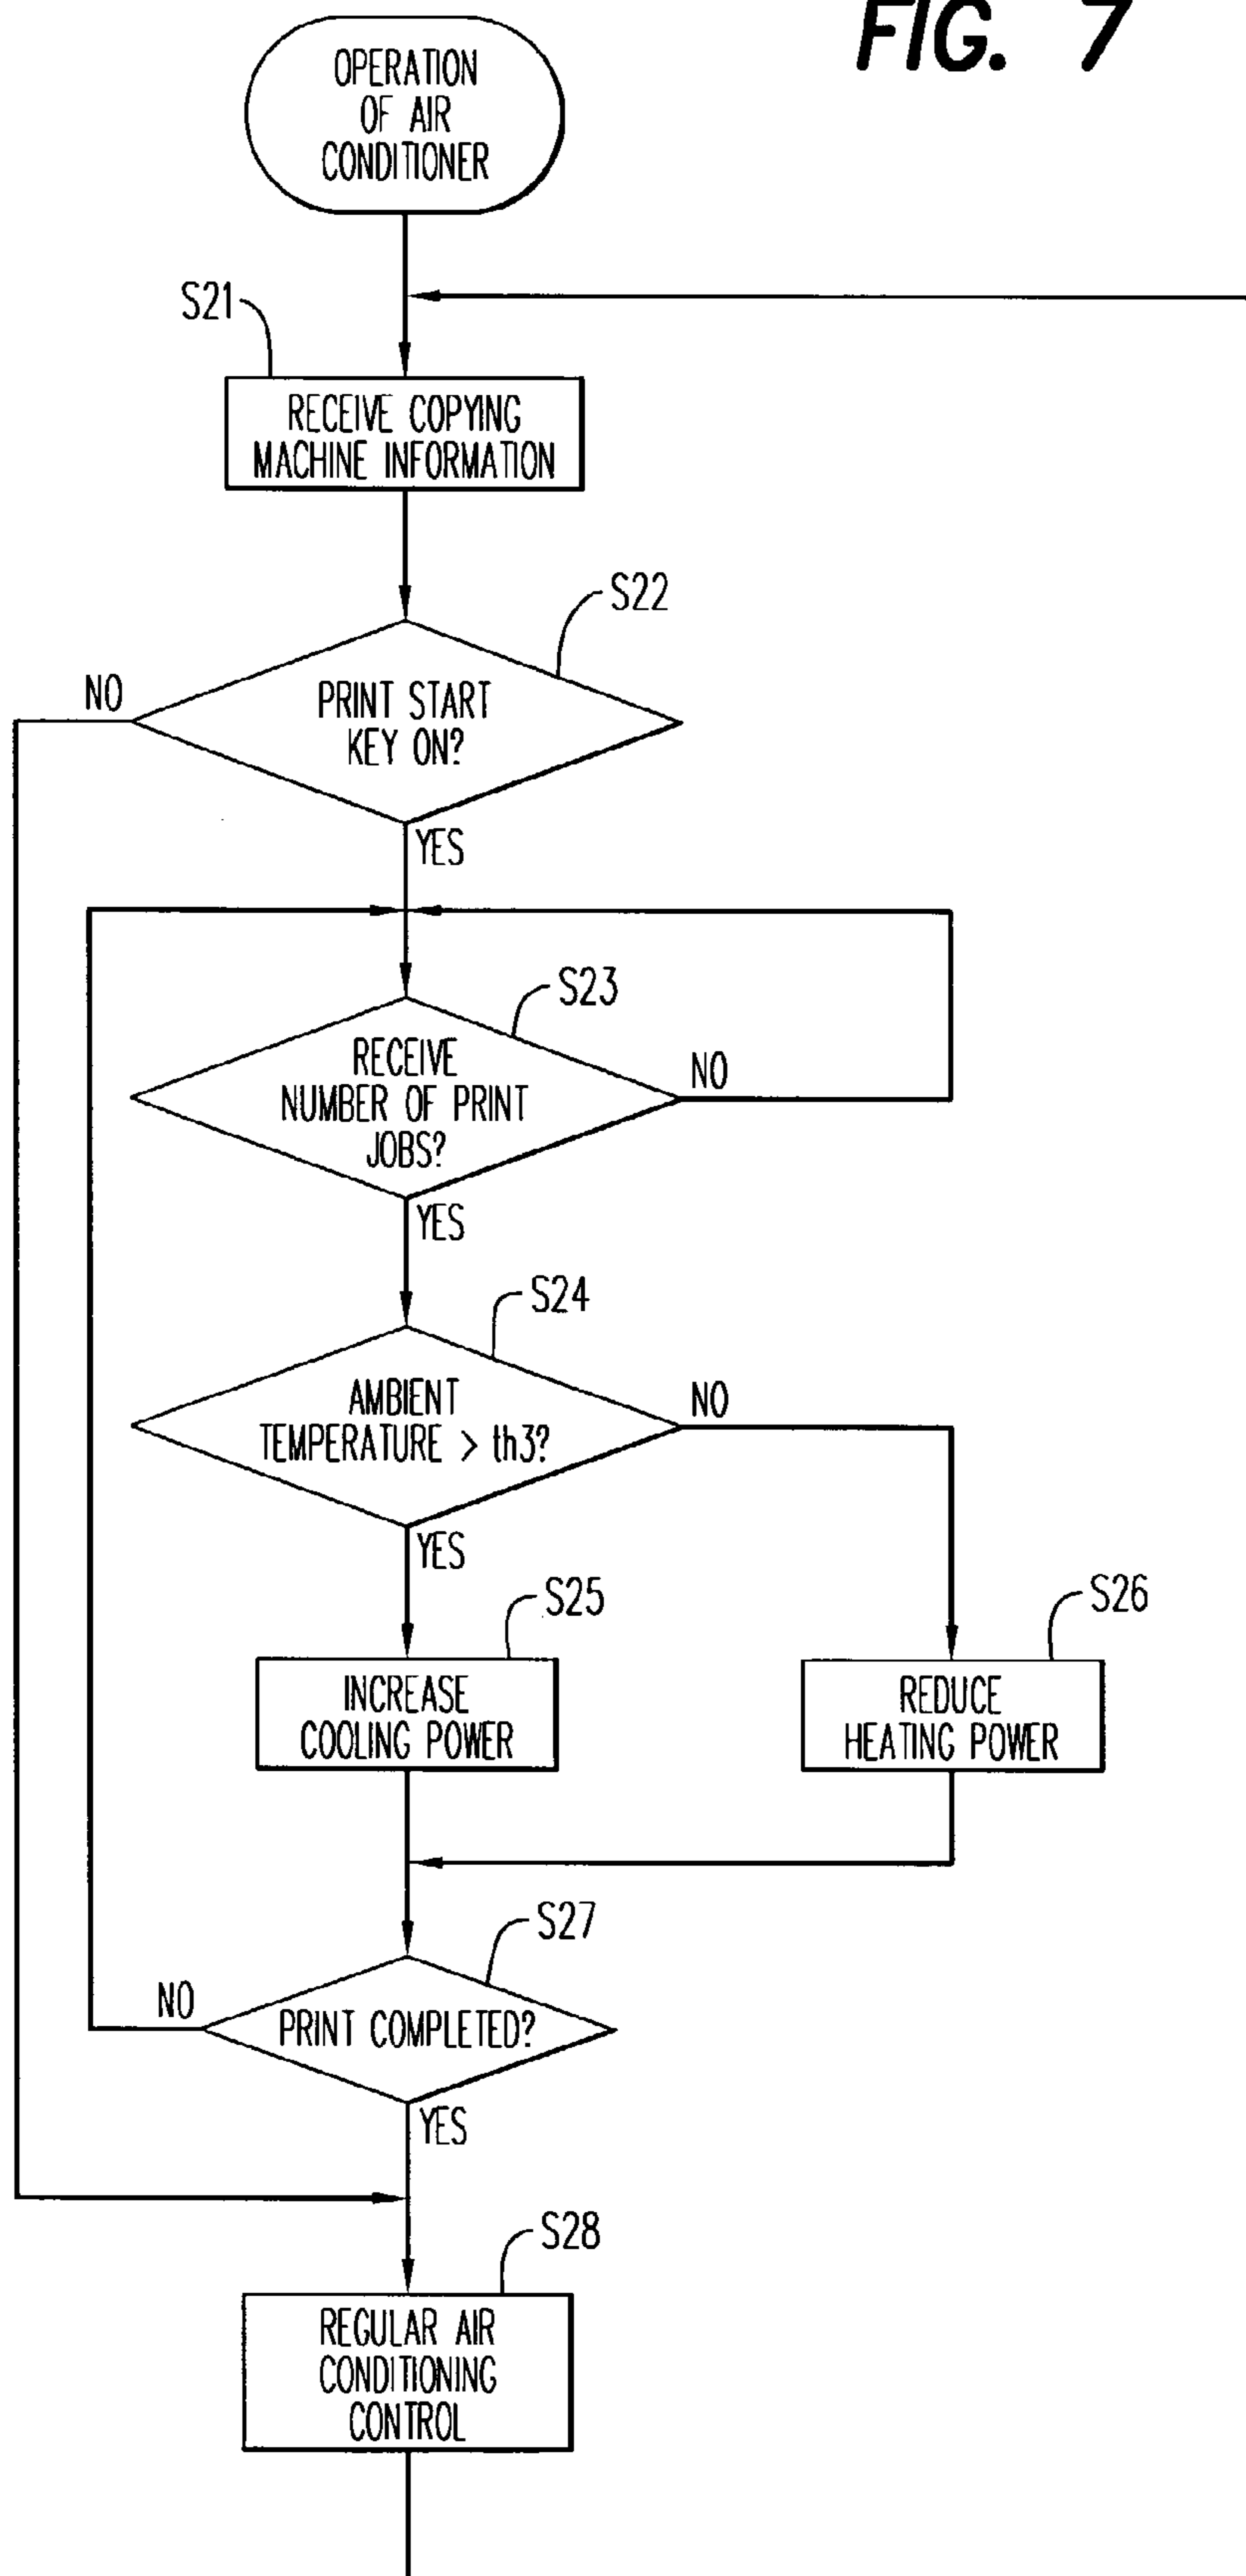 FIG. 7
OPERATION
OF AIR
CONDITIONER
S21
RECEIVE COPYING
MACHINE INFORMATION
S22
NO
PRINT START
KEY ON?
YES
S23
RECEIVE
NUMBER OF PRINT
JOBS?
NO
YES
S24
AMBIENT
TEMPERATURE > th3?
NO
YES
S25
INCREASE
COOLING POWER
S26
REDUCE
HEATING POWER
S27
NO
PRINT COMPLETED?
YES
S28
REGULAR AIR
CONDITIONING
CONTROL